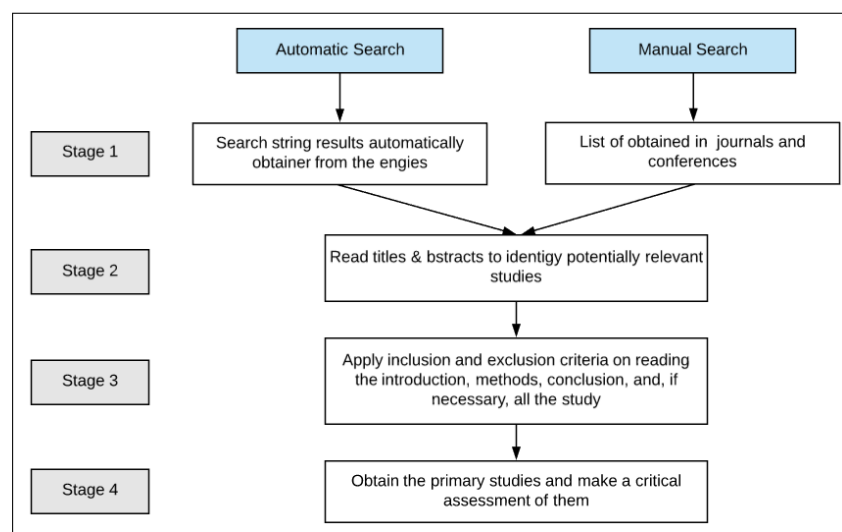 Automatic Search
Manual Search
Stage 1
Search string results automatically
obtainer from the engies
List of obtained in journals and
conferences
Stage 2
Read titles & bstracts to identigy potentially relevant
studies
Stage 3
Apply inclusion and exclusion criteria on reading
the introduction, methods, conclusion, and, if
necessary, all the study
Stage 4
Obtain the primary studies and make a critical
assessment of them